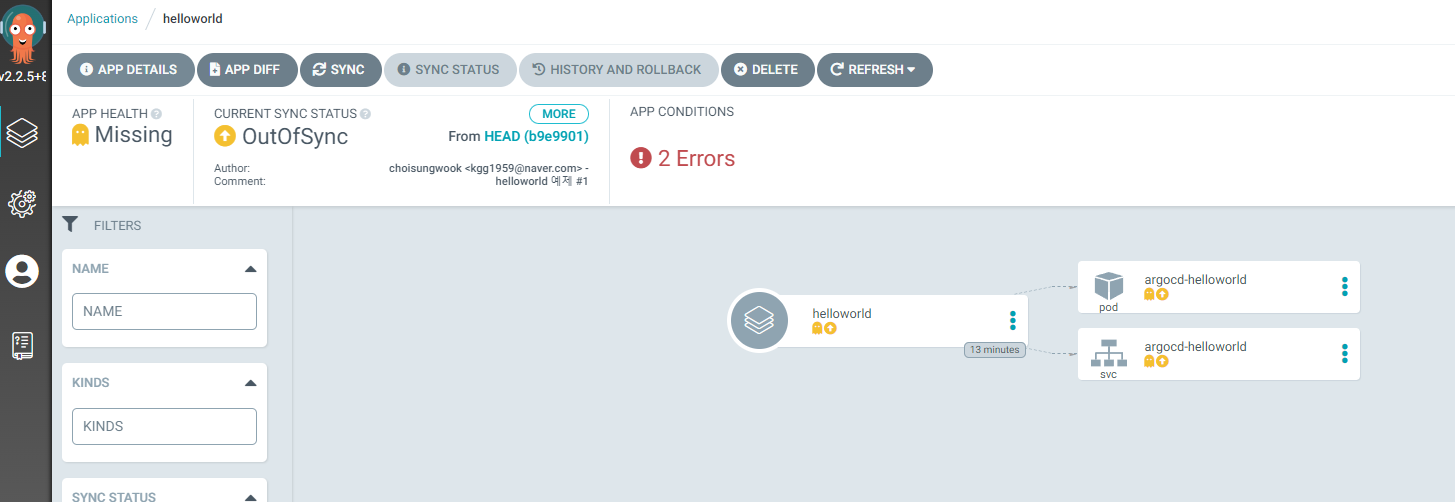 Applications / helloworld
v2.2.5+8
APP DETAILS APP DIFF SYNC SYNC STATUS HISTORY AND ROLLBACK DELETE REFRESH
APP HEALTH
Missing
CURRENT SYNC STATUS
MORE
OutOfSync
From HEAD (b9e9901)
Author: choisungwook <kgg1959@naver.com> -
Comment: helloworld 예제 #1
APP CONDITIONS
2 Errors
FILTERS
NAME
NAME
KINDS
KINDS
SYNC STATUS
helloworld
13 minutes
argocd-helloworld
pod
argocd-helloworld
svc